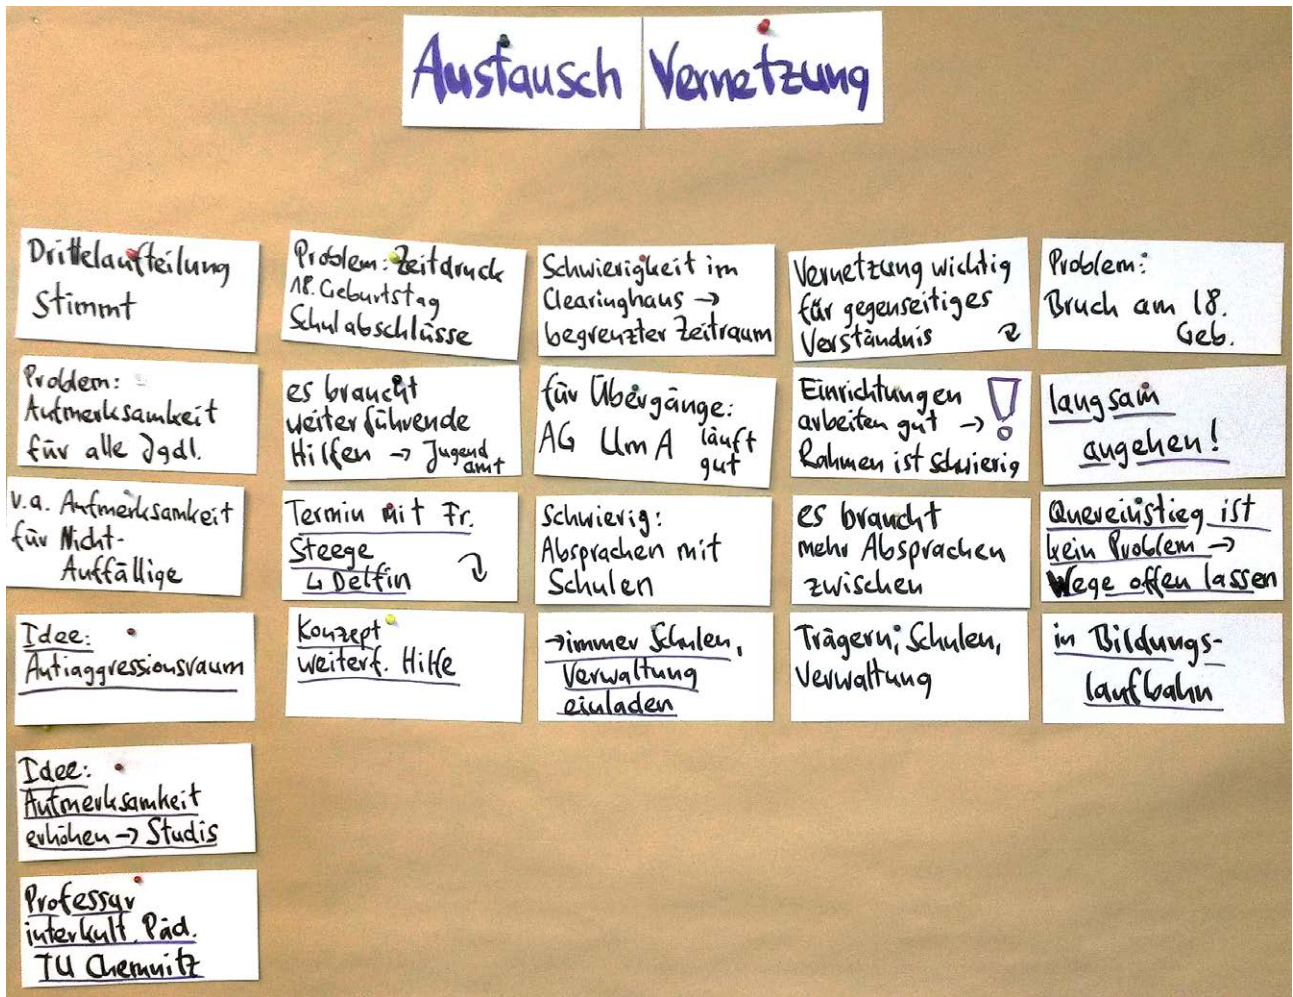 Austausch Vernetzung
Drittelaufteilung
stimmt
Problem:
Aufmerksamkeit
für alle Jgdl.
v.a. Aufmerksamkeit
für Nicht-
Auffällige
Idee:
Antiaggressionsraum
Idee:
Aufmerksamkeit
erhöhen → Studis
Professur
interkult. Päd.
TU Chemnitz
Problem: Zeitdruck
18. Geburtstag
Schulabschlüsse
es braucht
weiterführende
Hilfen → Jugend
amt
Termin mit Fr.
Steege
↳ Delfin
Konzept
weiterf. Hilfe
Schwierigkeit im
Clearinghaus →
begrenzter Zeitraum
für Übergänge:
AG UmA läuft
gut
Schwierig:
Absprachen mit
Schulen
→ immer Schulen,
Verwaltung
einladen
Vernetzung wichtig
für gegenseitiges
Verständnis
Einrichtungen
arbeiten gut → !
Rahmen ist schwierig
es braucht
mehr Absprachen
zwischen
Trägern, Schulen,
Verwaltung
Problem:
Bruch am 18.
Geb.
langsam
angehen!
Quereinstieg ist
kein Problem →
Wege offen lassen
in Bildungs-
laufbahn